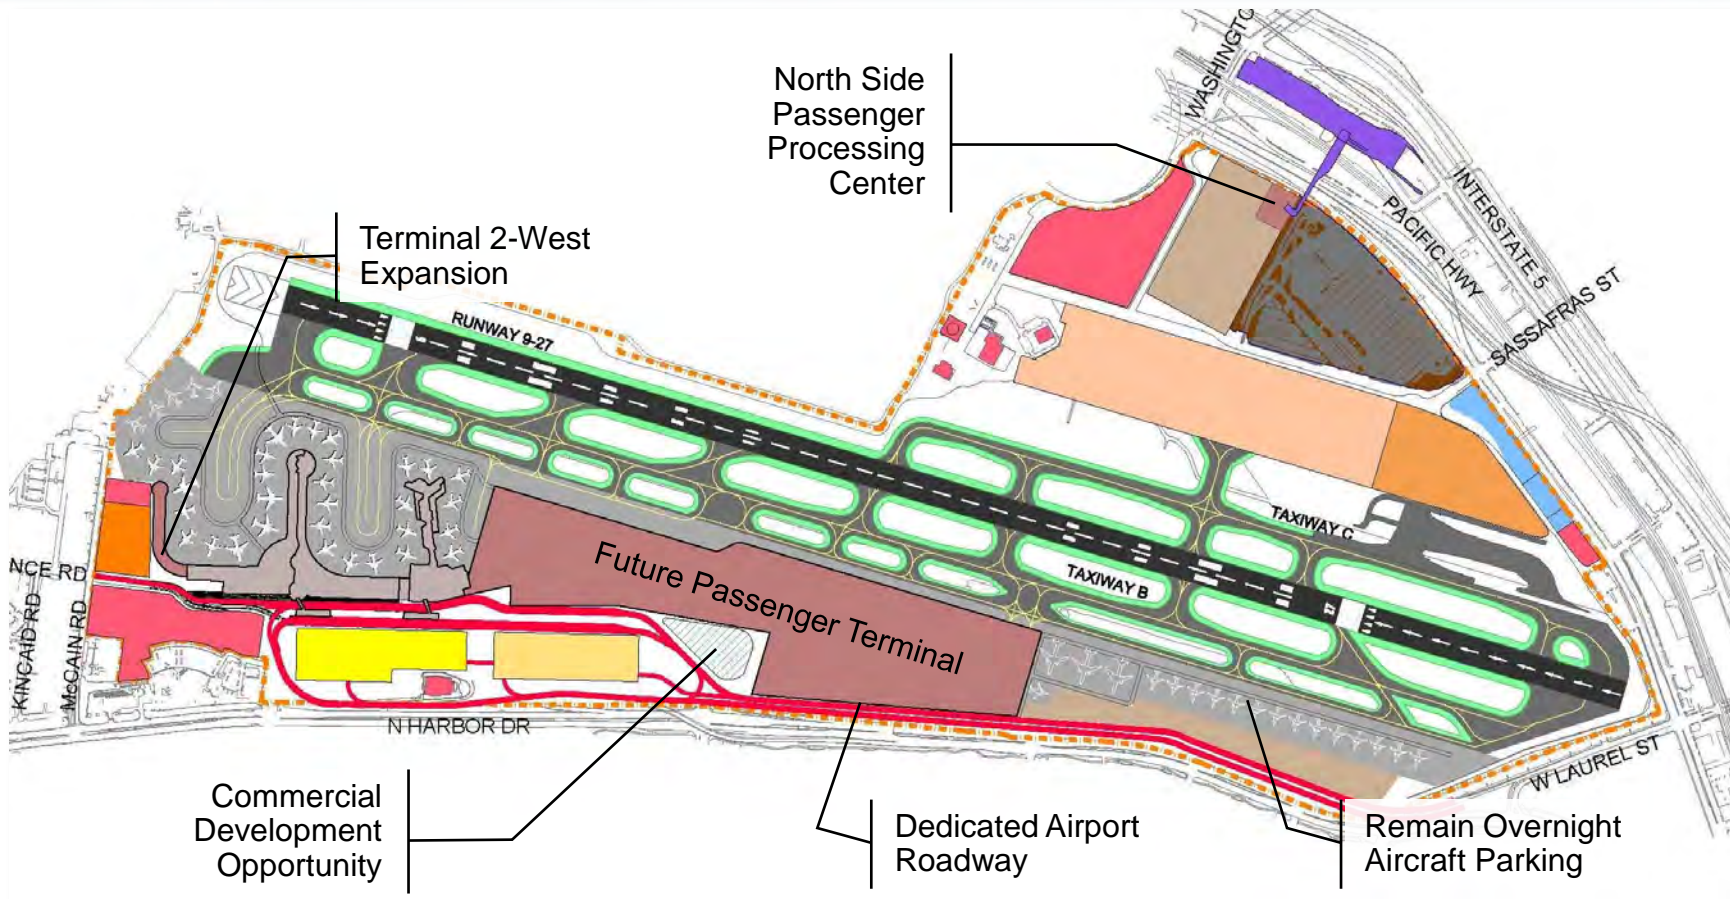 WASHINGTO
North Side
Passenger
Processing
Center
INTERSTATE 5
PACIFIC HWY
SASSAFRAS ST
Terminal 2-West
Expansion
RUNWAY 9-27
TAXIWAY C
TAXIWAY B
27
Future Passenger Terminal
NCE RD
KINCAID RD
McCAIN RD
N HARBOR DR
W LAUREL ST
Commercial
Development
Opportunity
Dedicated Airport
Roadway
Remain Overnight
Aircraft Parking